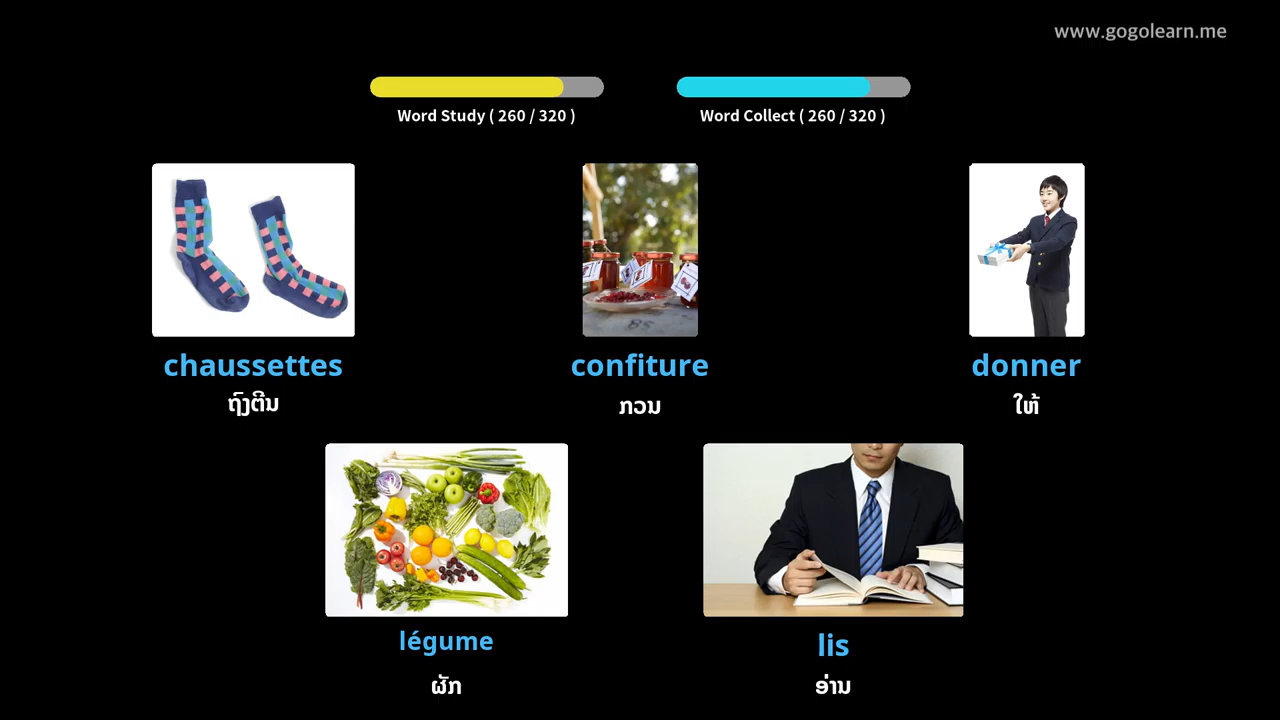 www.gogolearn.me
Word Study ( 260 / 320 )
Word Collect ( 260 / 320 )
chaussettes
ຖົງຕີນ
confiture
ກວນ
donner
ໃຫ້
légume
ຜັກ
lis
ອ່ານ